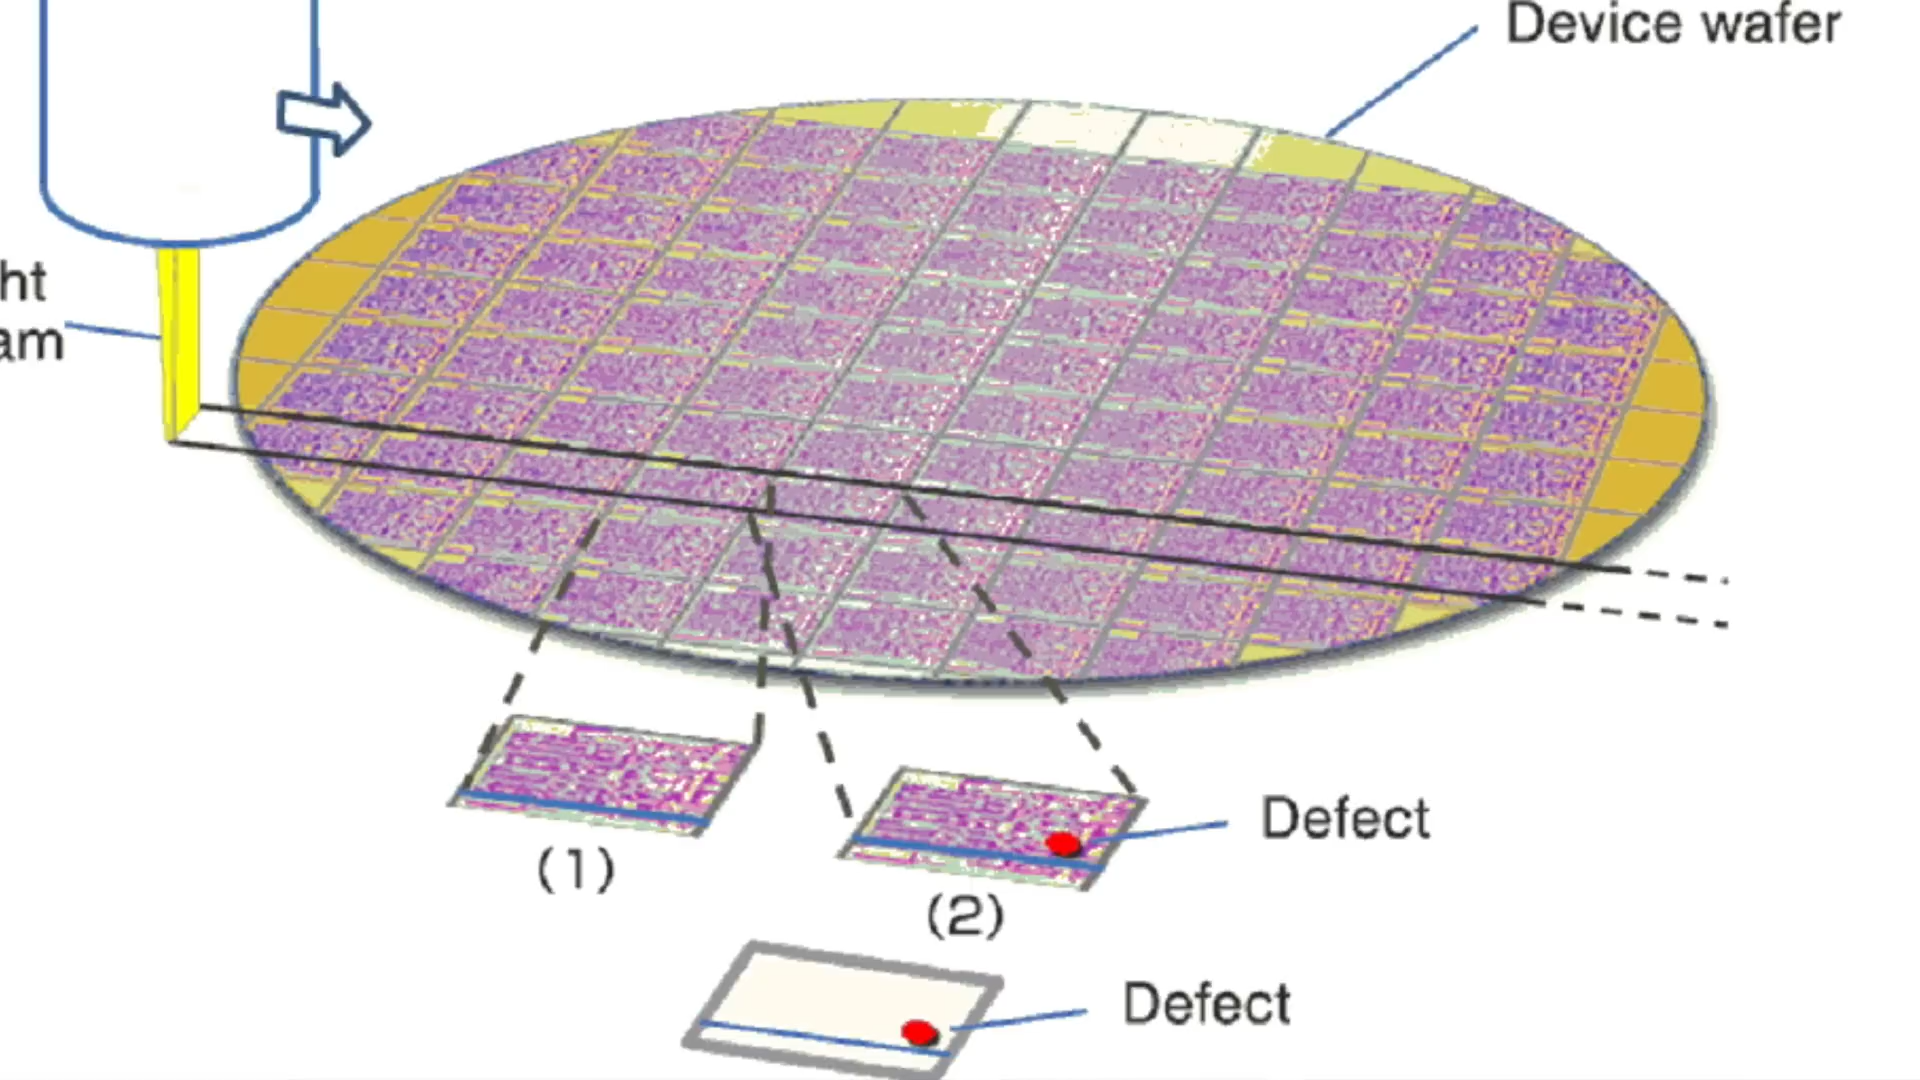 Device wafer
ht
am
Defect
(1)
(2)
Defect